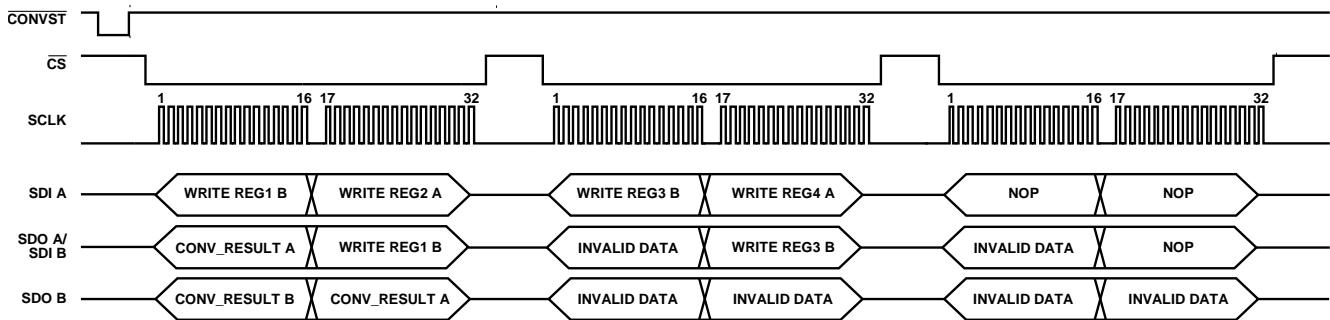 CONVST
CS
1 16 17 32 1 16 17 32 1 16 17 32
SCLK
SDI A WRITE REG1 B WRITE REG2 A WRITE REG3 B WRITE REG4 A NOP NOP
SDO A/
SDI B CONV_RESULT A WRITE REG1 B INVALID DATA WRITE REG3 B INVALID DATA NOP
SDO B CONV_RESULT B CONV_RESULT A INVALID DATA INVALID DATA INVALID DATA INVALID DATA